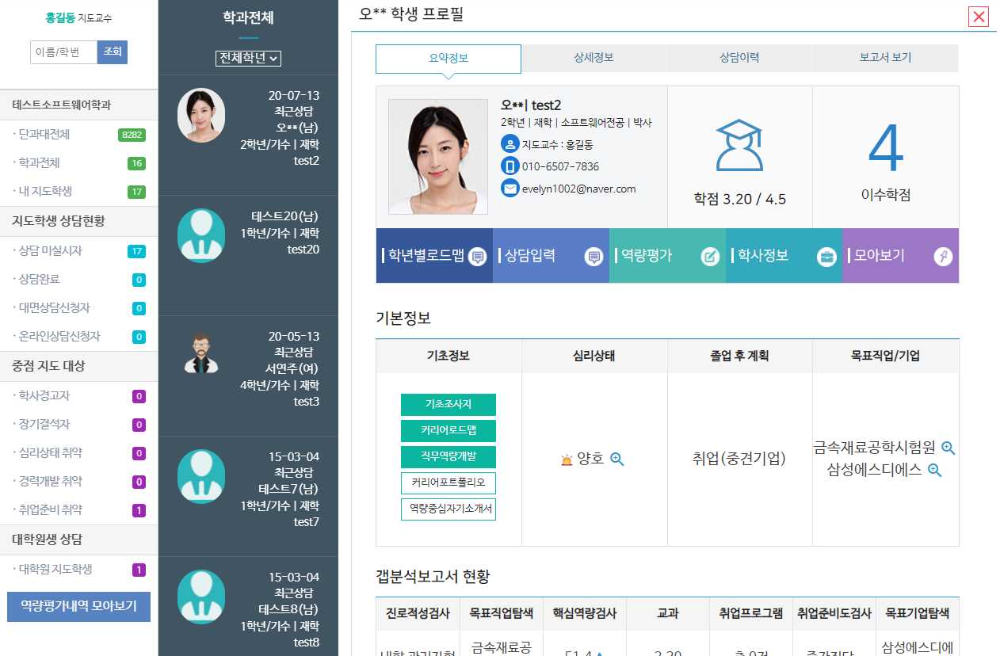 홍길동 지도교수
이름/학번 조회
테스트소프트웨어학과
· 단과대전체 8282
· 학과전체 16
· 내 지도학생 17
지도학생 상담현황
· 상담 미실시자 17
· 상담완료 0
· 대면상담신청자 0
· 온라인상담신청자 0
중점 지도 대상
· 학사경고자 0
· 장기결석자 0
· 심리상태 취약 0
· 경력개발 취약 0
· 취업준비 취약 1
대학원생 상담
· 대학원 지도학생 1
역량평가내역 모아보기
학과전체
전체학년
20-07-13
최근상담
오**(남)
2학년/기수 | 재학
test2
테스트20(남)
1학년/기수 | 재학
test20
20-05-13
최근상담
서연주(여)
4학년/기수 | 재학
test3
15-03-04
최근상담
테스트7(남)
1학년/기수 | 재학
test7
15-03-04
최근상담
테스트8(남)
1학년/기수 | 재학
test8
오** 학생 프로필
요약정보 상세정보 상담이력 보고서 보기
오**| test2
2학년 | 재학 | 소프트웨어전공 | 박사
지도교수 : 홍길동
010-6507-7836
evelyn1002@naver.com
학점 3.20 / 4.5
4
이수학점
학년별로드맵 상담입력 역량평가 학사정보 모아보기
기본정보
기초정보 심리상태 졸업 후 계획 목표직업/기업
기초조사지
커리어로드맵
직무역량개발
커리어포트폴리오
역량중심자기소개서
양호
취업(중견기업)
금속재료공학시험원
삼성에스디에스
갭분석보고서 현황
진로적성검사 목표직업탐색 핵심역량검사 교과 취업프로그램 취업준비도검사 목표기업탐색
금속재료공 삼성에스디에